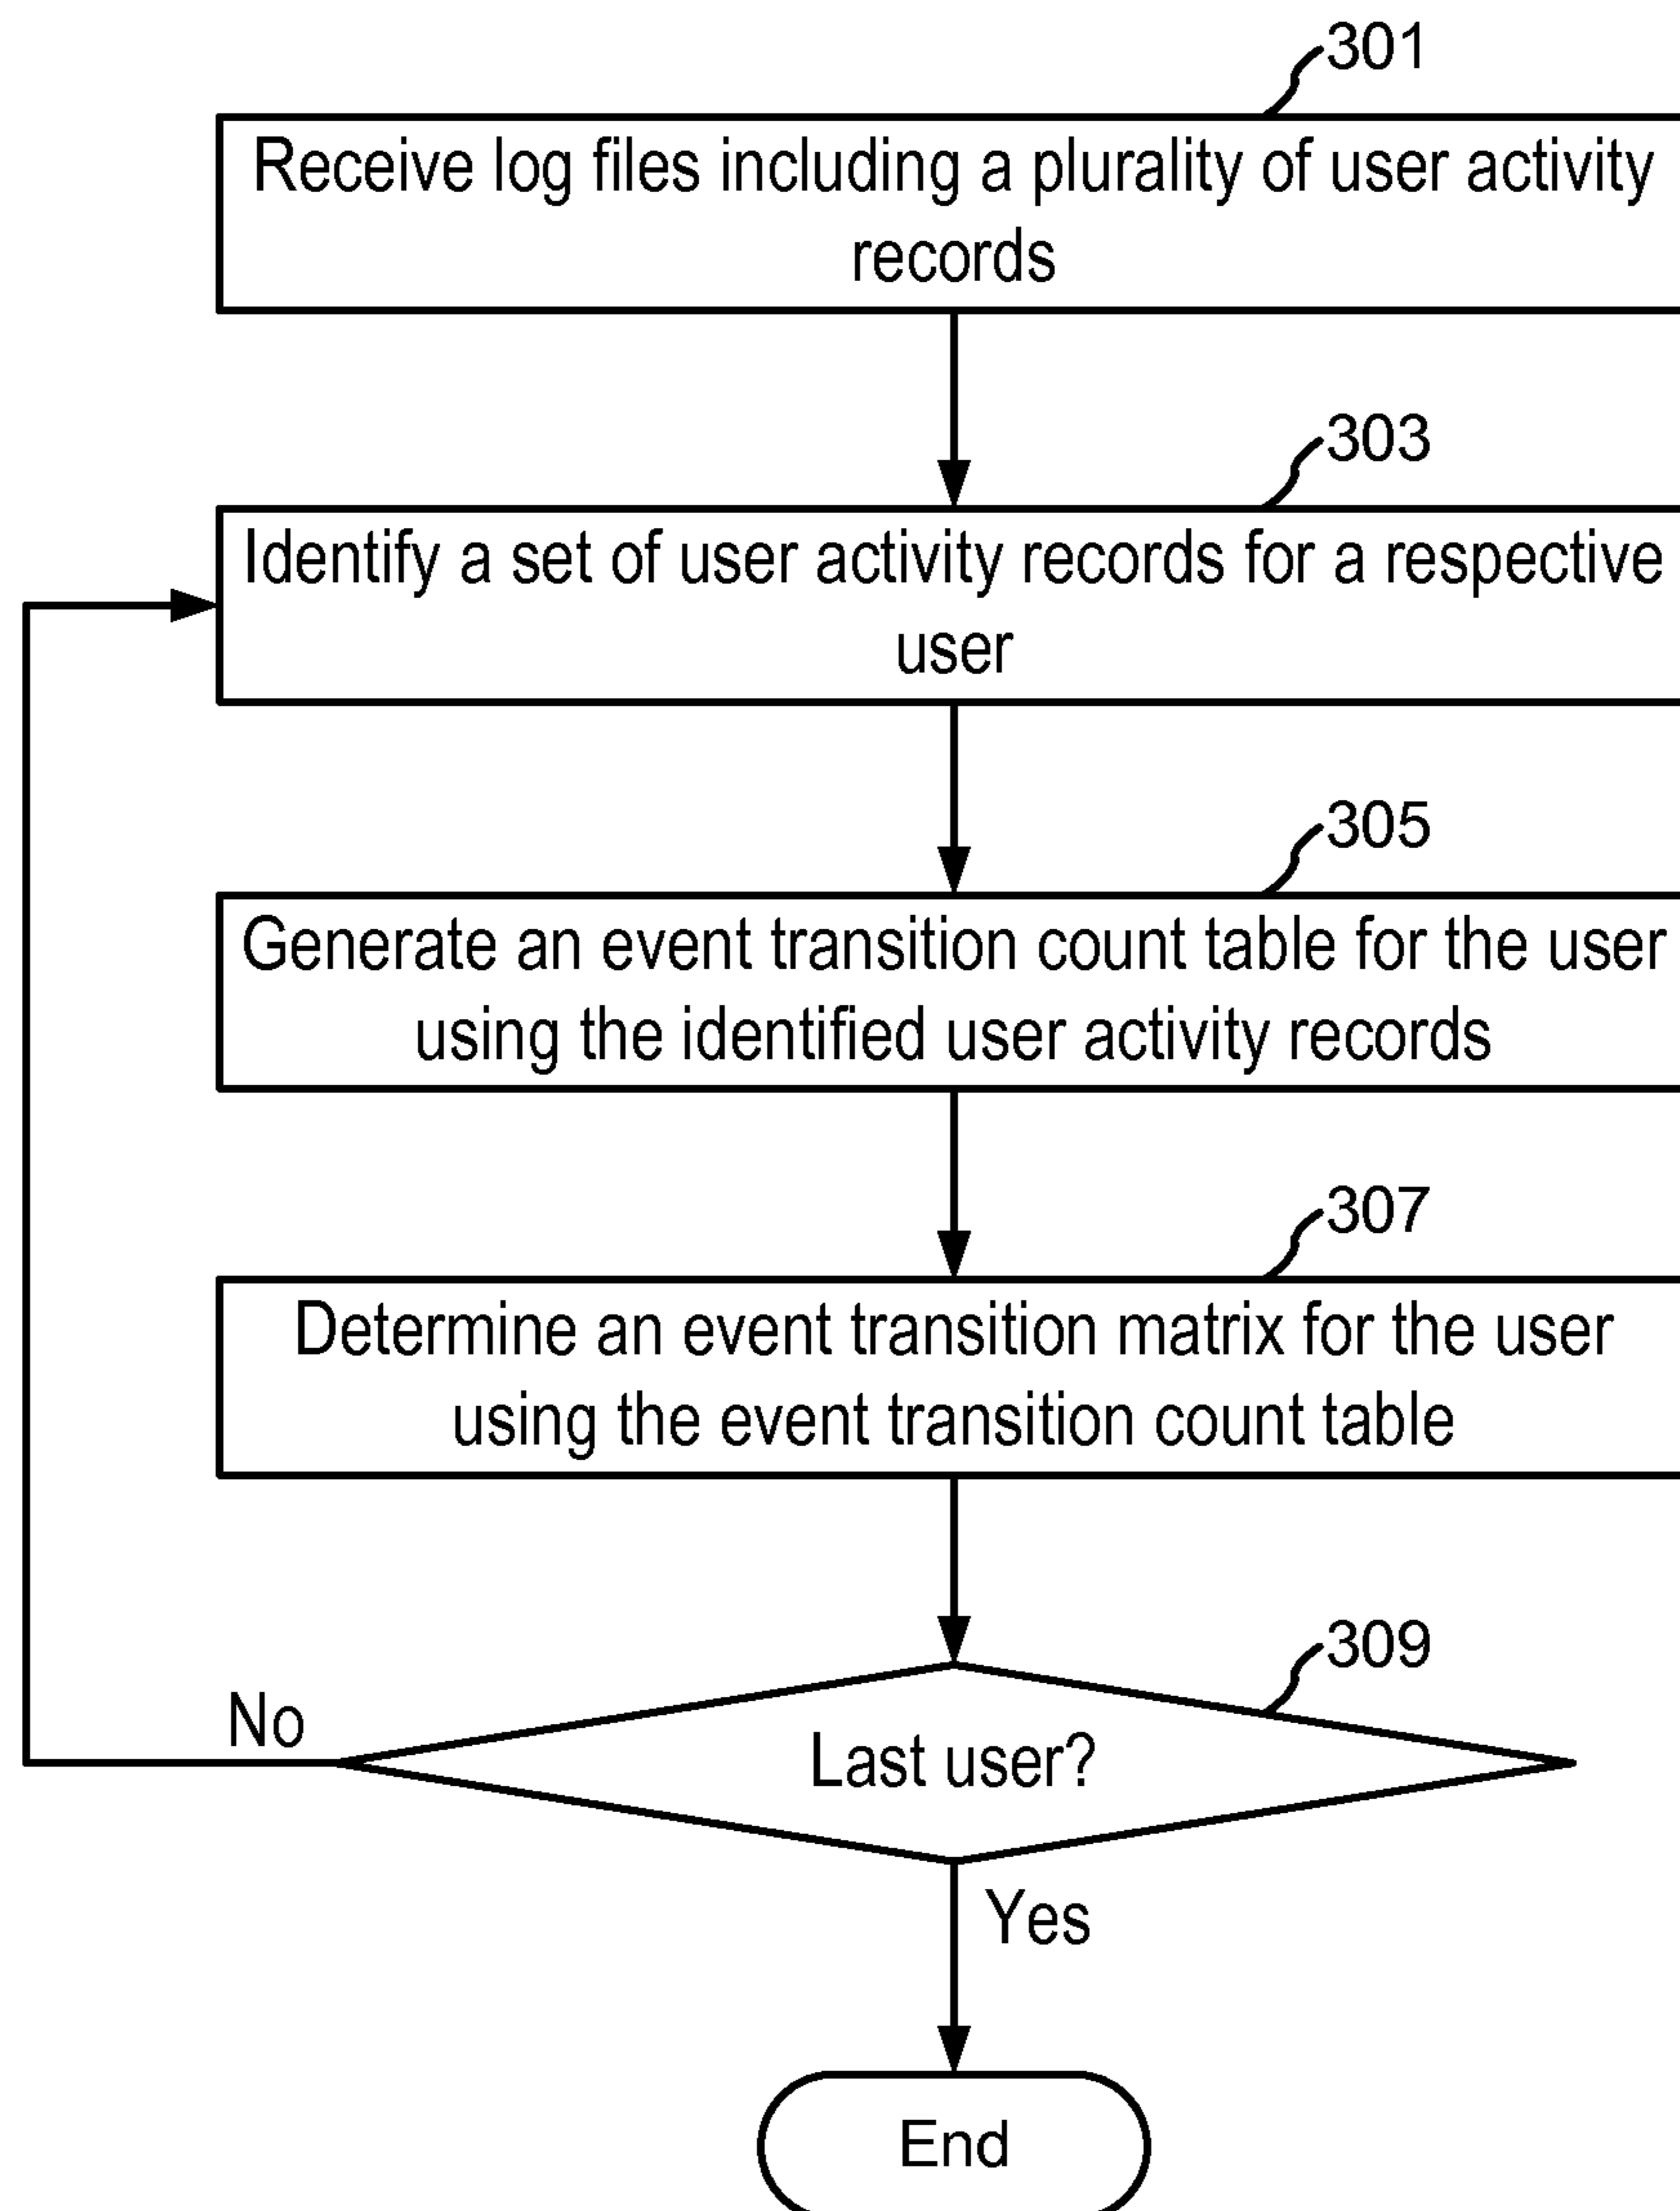 301
Receive log files including a plurality of user activity
records
303
Identify a set of user activity records for a respective
user
305
Generate an event transition count table for the user
using the identified user activity records
307
Determine an event transition matrix for the user
using the event transition count table
309
Last user?
No
Yes
End